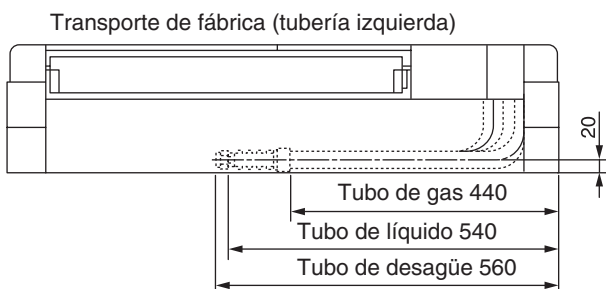 Transporte de fábrica (tubería izquierda)
20
Tubo de gas 440
Tubo de líquido 540
Tubo de desagüe 560